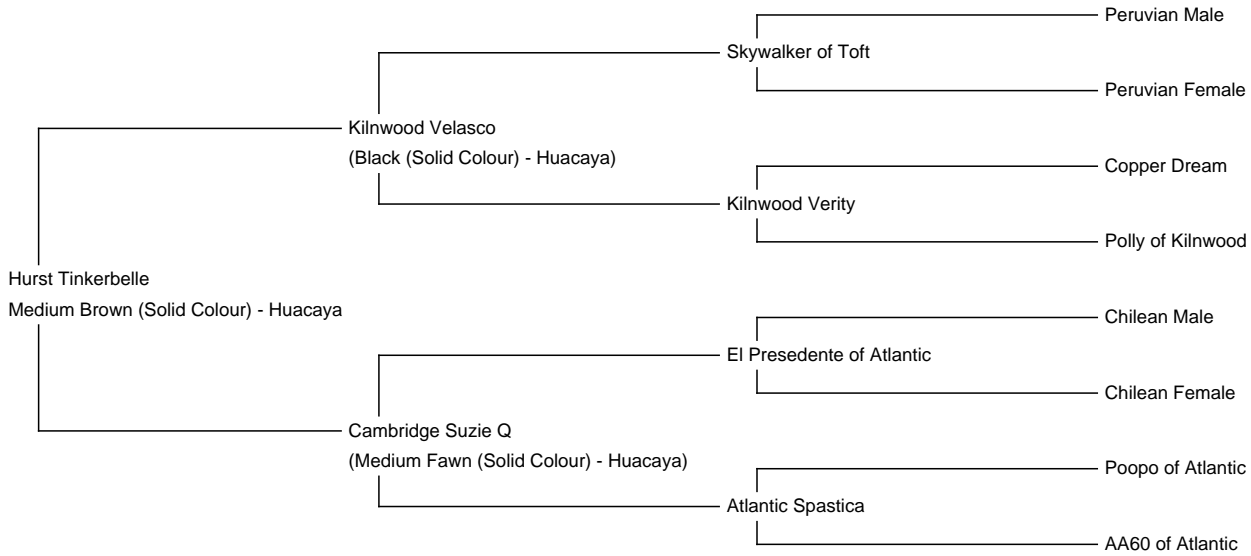 Peruvian Male
Skywalker of Toft
Peruvian Female
Kilnwood Velasco
(Black (Solid Colour) - Huacaya)
Copper Dream
Kilnwood Verity
Polly of Kilnwood
Hurst Tinkerbelle
Medium Brown (Solid Colour) - Huacaya
Chilean Male
El Presedente of Atlantic
Chilean Female
Cambridge Suzie Q
(Medium Fawn (Solid Colour) - Huacaya)
Poopo of Atlantic
Atlantic Spastica
AA60 of Atlantic